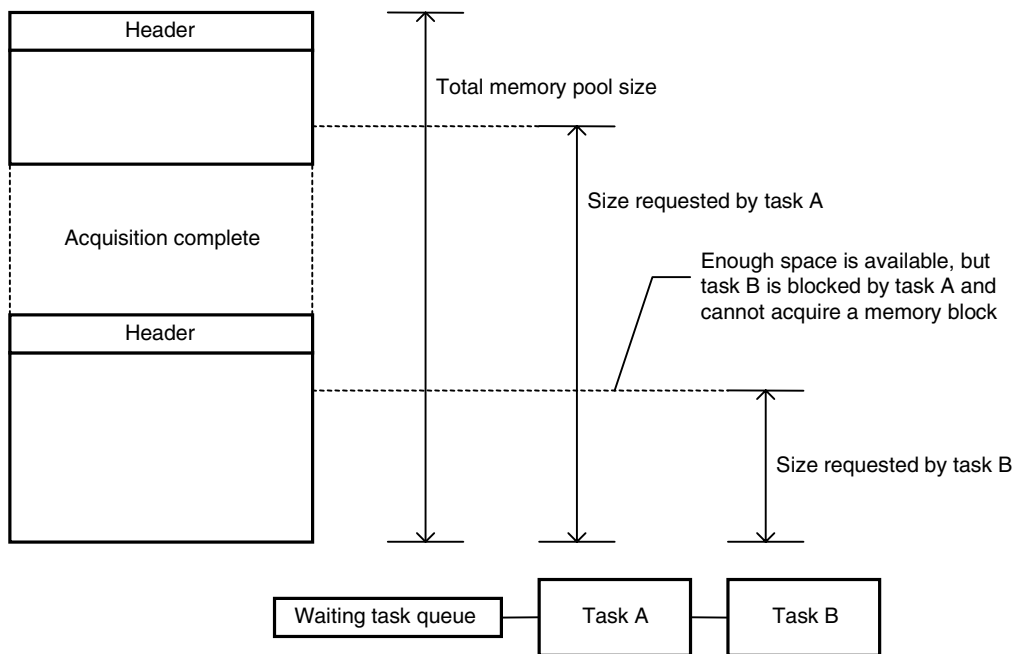 Header
Total memory pool size
Size requested by task A
Acquisition complete
Enough space is available, but
task B is blocked by task A and
cannot acquire a memory block
Header
Size requested by task B
Waiting task queue
Task A
Task B